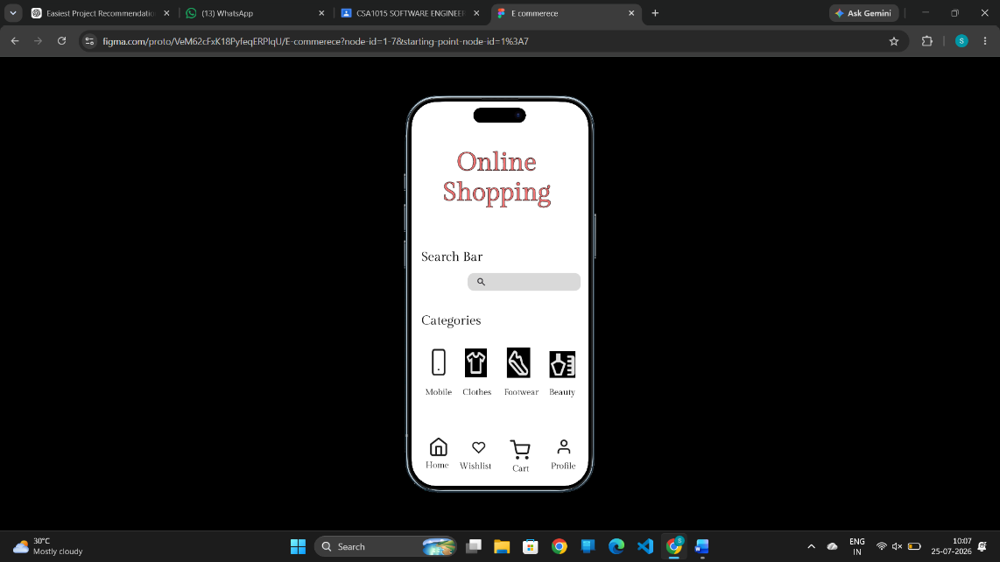 Easiest Project Recommendatio
(13) WhatsApp
CSA1015 SOFTWARE ENGINEER
E commerece
Ask Gemini
figma.com/proto/VeM62cFxK18PyfeqERPlqU/E-commerece?node-id=1-7&starting-point-node-id=1%3A7
S
Online
Shopping
Search Bar
Categories
Mobile Clothes Footwear Beauty
Home Wishlist Cart Profile
30°C
Mostly cloudy
Search
S
ENG
IN
10:07
25-07-2026